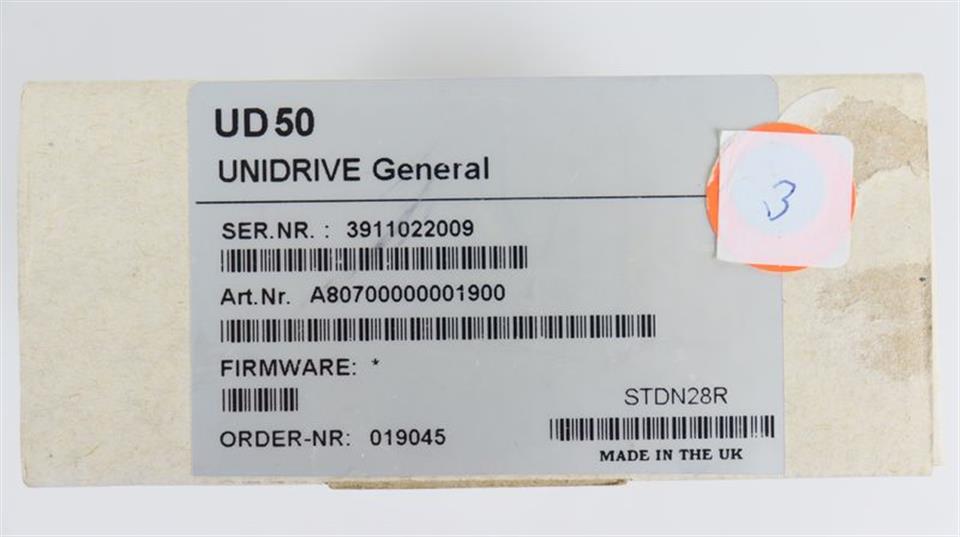 UD50
UNIDRIVE General
3
SER.NR. : 3911022009
Art.Nr. A80700000001900
FIRMWARE: *
STDN28R
ORDER-NR: 019045
MADE IN THE UK